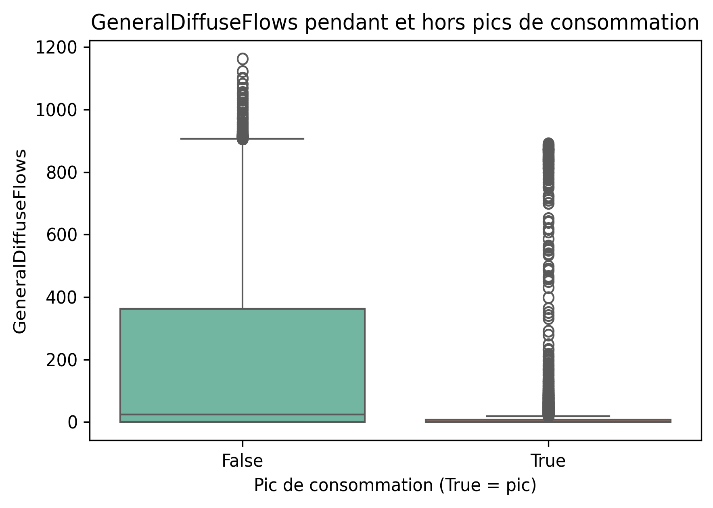 GeneralDiffuseFlows pendant et hors pics de consommation
1200
1000
800
600
400
200
0
GeneralDiffuseFlows
False
True
Pic de consommation (True = pic)